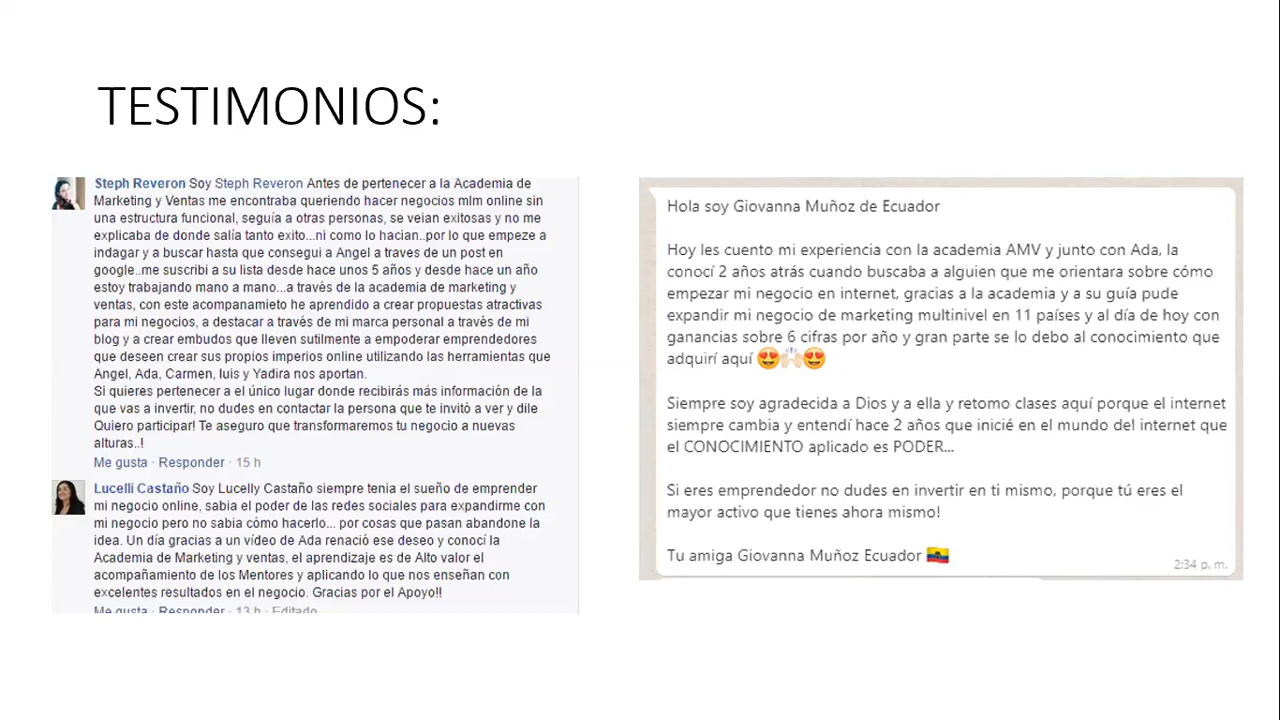 TESTIMONIOS:
Steph Reveron Soy Steph Reveron Antes de pertenecer a la Academia de
Marketing y Ventas me encontraba queriendo hacer negocios mlm online sin
una estructura funcional, seguía a otras personas, se veian exitosas y no me
explicaba de donde salía tanto exito...ni como lo hacian..por lo que empeze a
indagar y a buscar hasta que consegui a Angel a traves de un post en
google..me suscribi a su lista desde hace unos 5 años y desde hace un año
estoy trabajando mano a mano...a través de la academia de marketing y
ventas, con este acompanamieto he aprendido a crear propuestas atractivas
para mi negocios, a destacar a través de mi marca personal a través de mi
blog y a crear embudos que lleven sutilmente a empoderar emprendedores
que deseen crear sus propios imperios online utilizando las herramientas que
Angel, Ada, Carmen, luis y Yadira nos aportan.
Si quieres pertenecer a el único lugar donde recibirás más información de la
que vas a invertir, no dudes en contactar la persona que te invitó a ver y dile
Quiero participar! Te aseguro que transformaremos tu negocio a nuevas
alturas..!
Me gusta · Responder · 15 h
Lucelli Castaño Soy Lucelly Castaño siempre tenia el sueño de emprender
mi negocio online, sabia el poder de las redes sociales para expandirme con
mi negocio pero no sabia cómo hacerlo... por cosas que pasan abandone la
idea. Un día gracias a un vídeo de Ada renació ese deseo y conocí la
Academia de Marketing y ventas, el aprendizaje es de Alto valor el
acompañamiento de los Mentores y aplicando lo que nos enseñan con
excelentes resultados en el negocio. Gracias por el Apoyo!!
Me gusta · Responder · 13 h · Editado
Hola soy Giovanna Muñoz de Ecuador
Hoy les cuento mi experiencia con la academia AMV y junto con Ada, la
conocí 2 años atrás cuando buscaba a alguien que me orientara sobre cómo
empezar mi negocio en internet, gracias a la academia y a su guía pude
expandir mi negocio de marketing multinivel en 11 países y al día de hoy con
ganancias sobre 6 cifras por año y gran parte se lo debo al conocimiento que
adquirí aquí 😍🙌🏻😍
Siempre soy agradecida a Dios y a ella y retomo clases aquí porque el internet
siempre cambia y entendí hace 2 años que inicié en el mundo del internet que
el CONOCIMIENTO aplicado es PODER...
Si eres emprendedor no dudes en invertir en ti mismo, porque tú eres el
mayor activo que tienes ahora mismo!
Tu amiga Giovanna Muñoz Ecuador 🇪🇨
2:34 p. m.